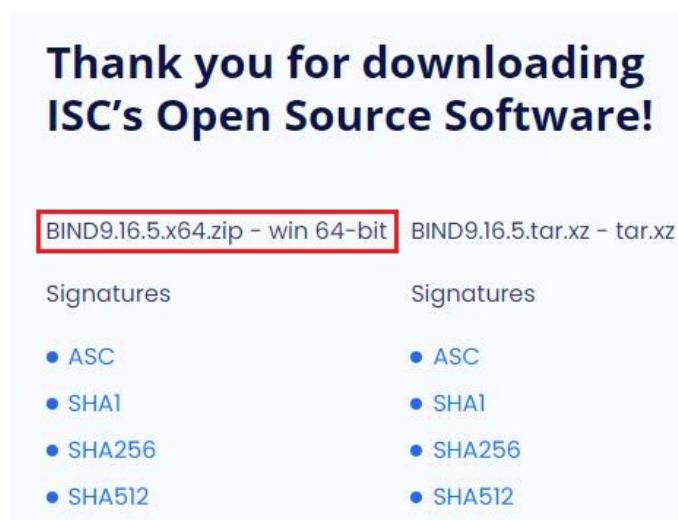 Thank you for downloading
ISC's Open Source Software!
BIND9.16.5.x64.zip - win 64-bit BIND9.16.5.tar.xz - tar.xz
Signatures Signatures
ASC ASC
SHA1 SHA1
SHA256 SHA256
SHA512 SHA512